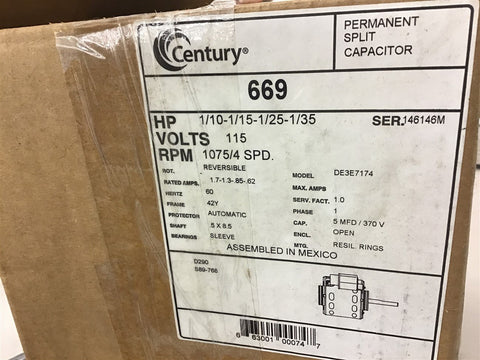 Century®
PERMANENT
SPLIT
CAPACITOR
669
HP 1/10-1/15-1/25-1/35 SER. 146146M
VOLTS 115
RPM 1075/4 SPD.
ROT. REVERSIBLE MODEL DE3E7174
RATED AMPS. 1.7-1.3-.85-.62 MAX. AMPS
HERTZ 60 SERV. FACT. 1.0
FRAME 42Y PHASE 1
PROTECTOR AUTOMATIC CAP. 5 MFD / 370 V
SHAFT .5 X 8.5 ENCL. OPEN
BEARINGS SLEEVE MTG. RESIL. RINGS
ASSEMBLED IN MEXICO
D290
S89-766
6 63001 00074 7